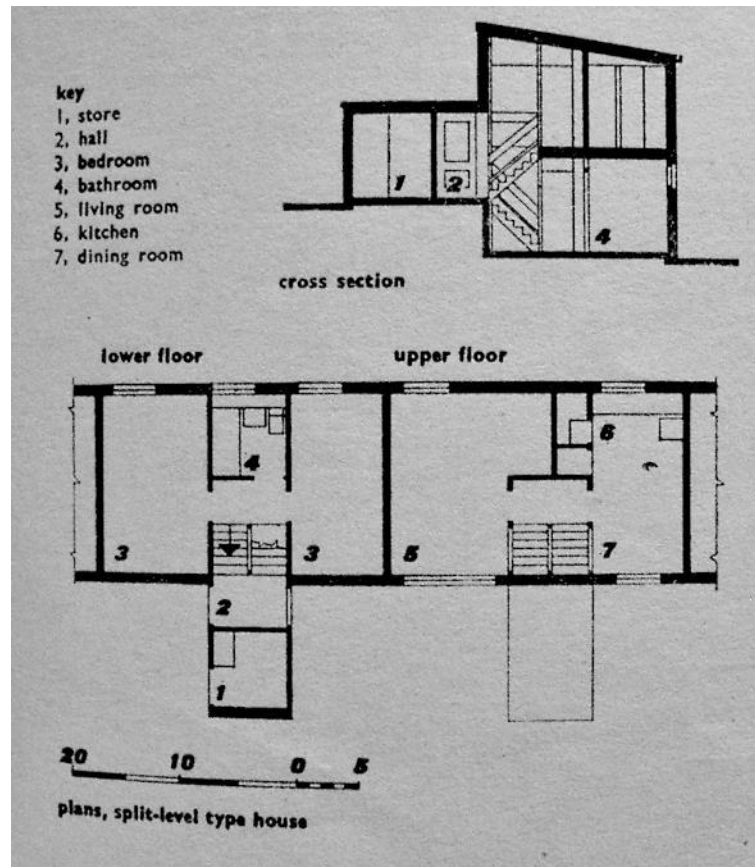 key
1, store
2, hall
3, bedroom
4, bathroom
5, living room
6, kitchen
7, dining room
1 2 4
cross section
lower floor upper floor
6
4
3 3 5 7
2
1
20 10 0 5
plans, split-level type house